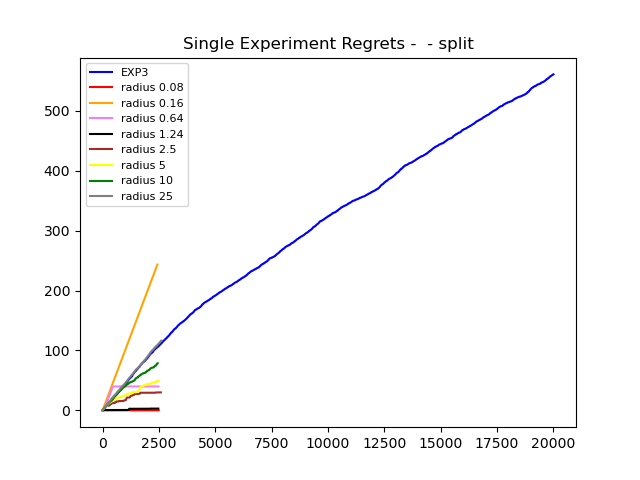 Single Experiment Regrets -  - split
EXP3
radius 0.08
radius 0.16
radius 0.64
radius 1.24
radius 2.5
radius 5
radius 10
radius 25
500
400
300
200
100
0
0 2500 5000 7500 10000 12500 15000 17500 20000